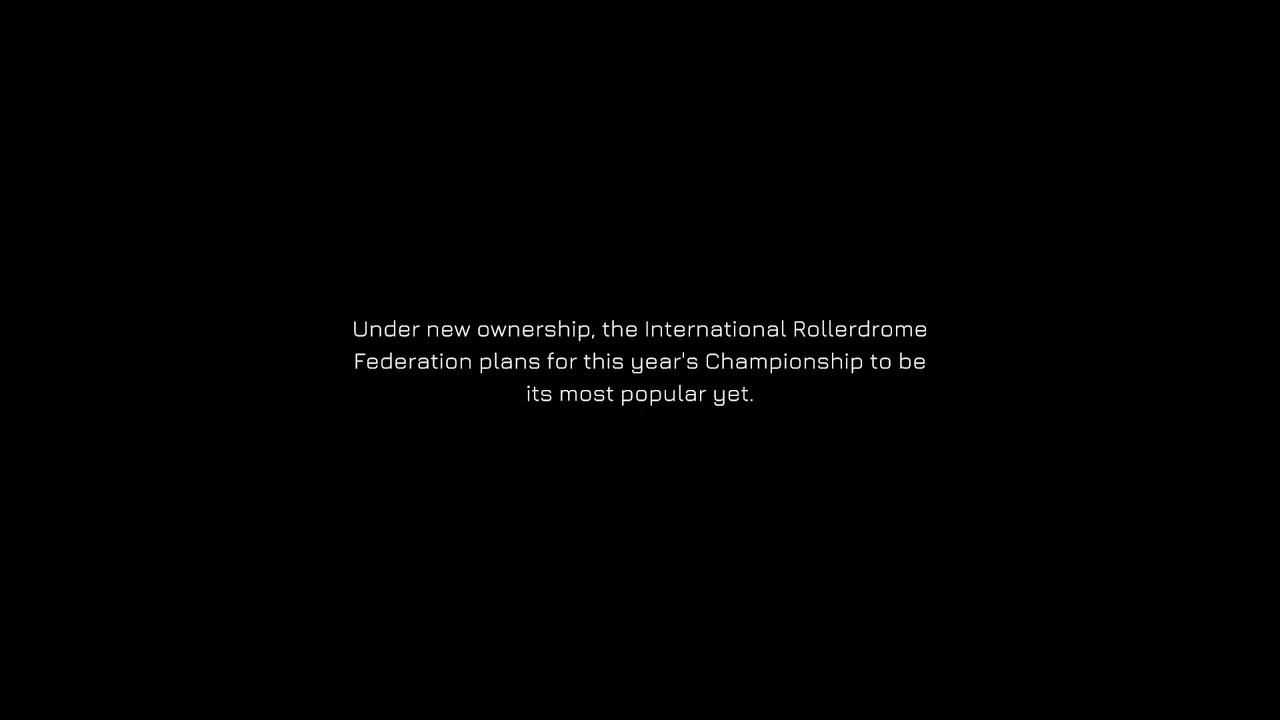 Under new ownership, the International Rollerdrome
Federation plans for this year's Championship to be
its most popular yet.